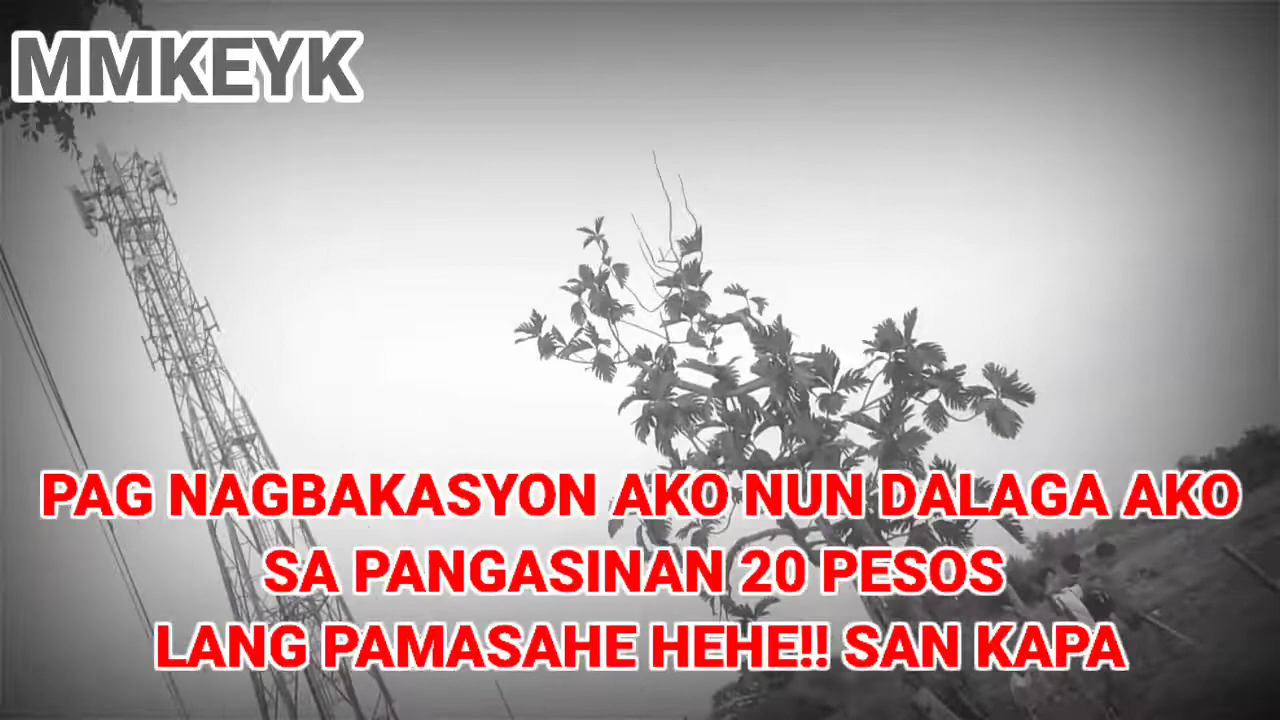 MMKEYK
PAG NAGBAKASYON AKO NUN DALAGA AKO
SA PANGASINAN 20 PESOS
LANG PAMASAHE HEHE!! SAN KAPA